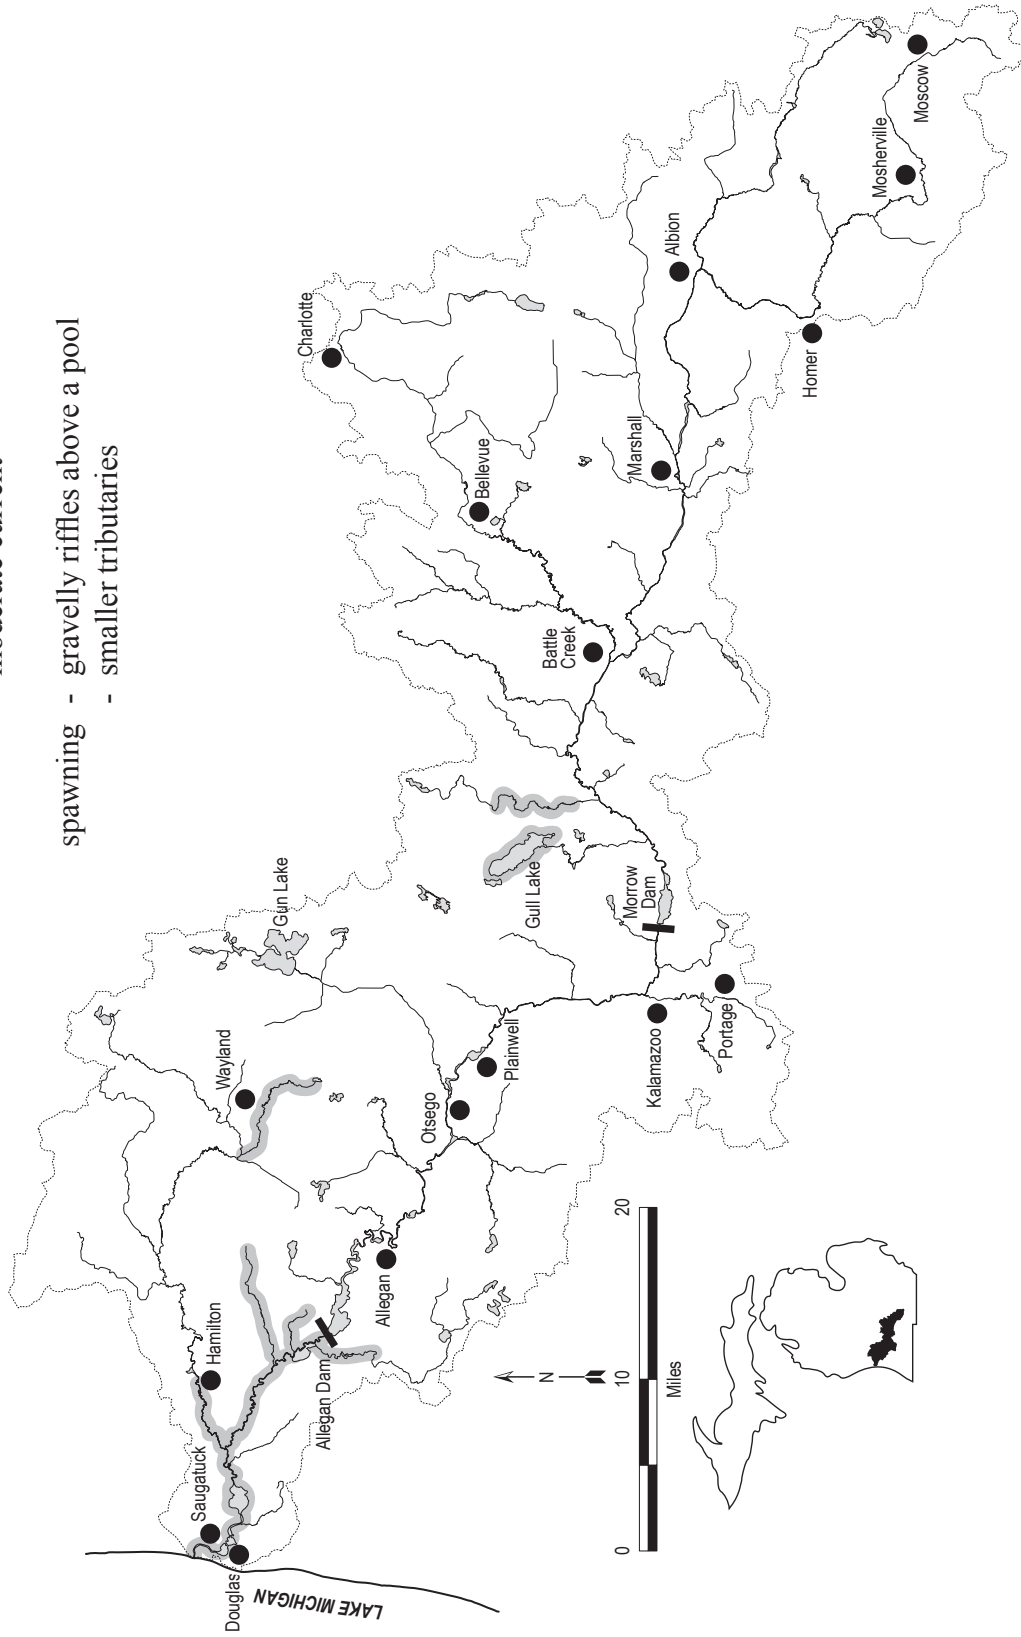 spawning - gravelly riffles above a pool
- smaller tributaries
Charlotte
Bellevue
Albion
Marshall
Moscow
Mosherville
Homer
Battle
Creek
Gun Lake
Gull Lake
Morrow
Dam
Wayland
Plainwell
Otsego
Kalamazoo
Portage
Hamilton
Allegan
Allegan Dam
Saugatuck
Douglas
LAKE MICHIGAN
N
0 10 20
Miles